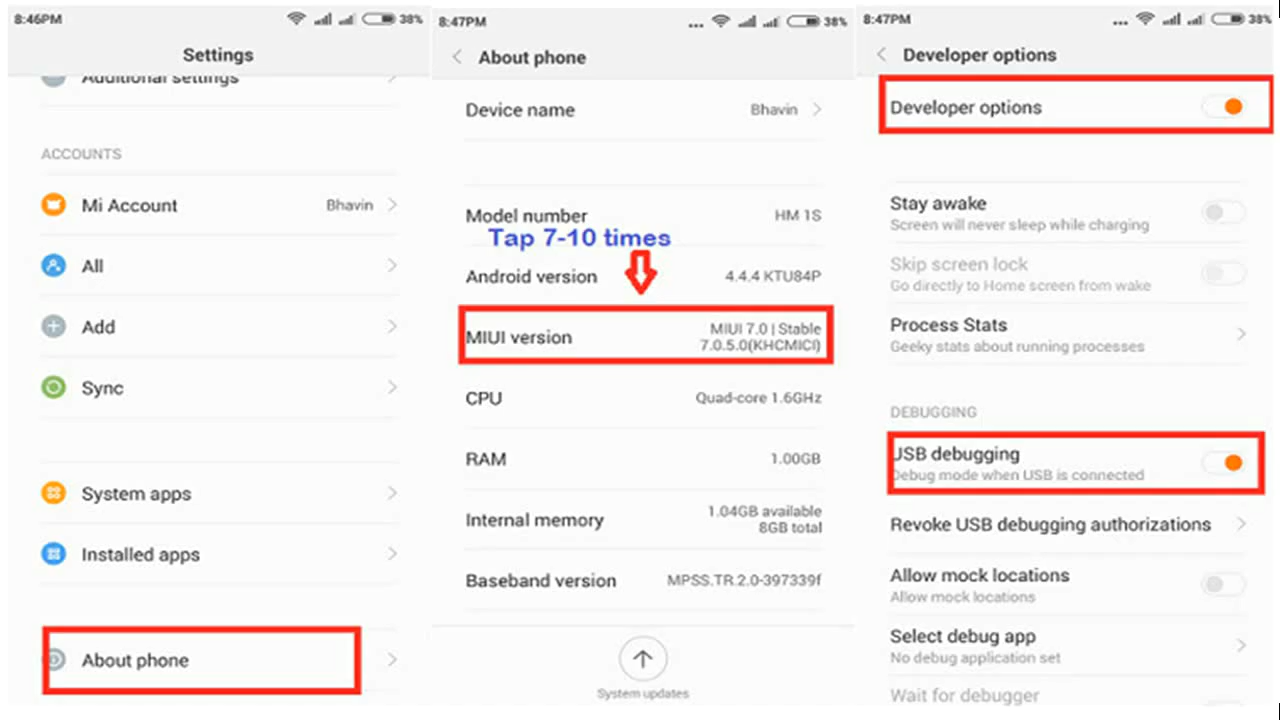 8:46PM
38%
Settings
Additional settings
ACCOUNTS
Mi Account
Bhavin
All
Add
Sync
System apps
Installed apps
About phone
8:47PM
... 38%
About phone
Device name
Bhavin
Model number
HM 1S
Tap 7-10 times
Android version
4.4.4 KTU84P
MIUI version
MIUI 7.0 | Stable
7.0.5.0(KHCMICI)
CPU
Quad-core 1.6GHz
RAM
1.00GB
Internal memory
1.04GB available
8GB total
Baseband version
MPSS.TR.2.0-397339f
System updates
8:47PM
... 38%
Developer options
Developer options
Stay awake
Screen will never sleep while charging
Skip screen lock
Go directly to Home screen from wake
Process Stats
Geeky stats about running processes
DEBUGGING
USB debugging
Debug mode when USB is connected
Revoke USB debugging authorizations
Allow mock locations
Allow mock locations
Select debug app
No debug application set
Wait for debugger